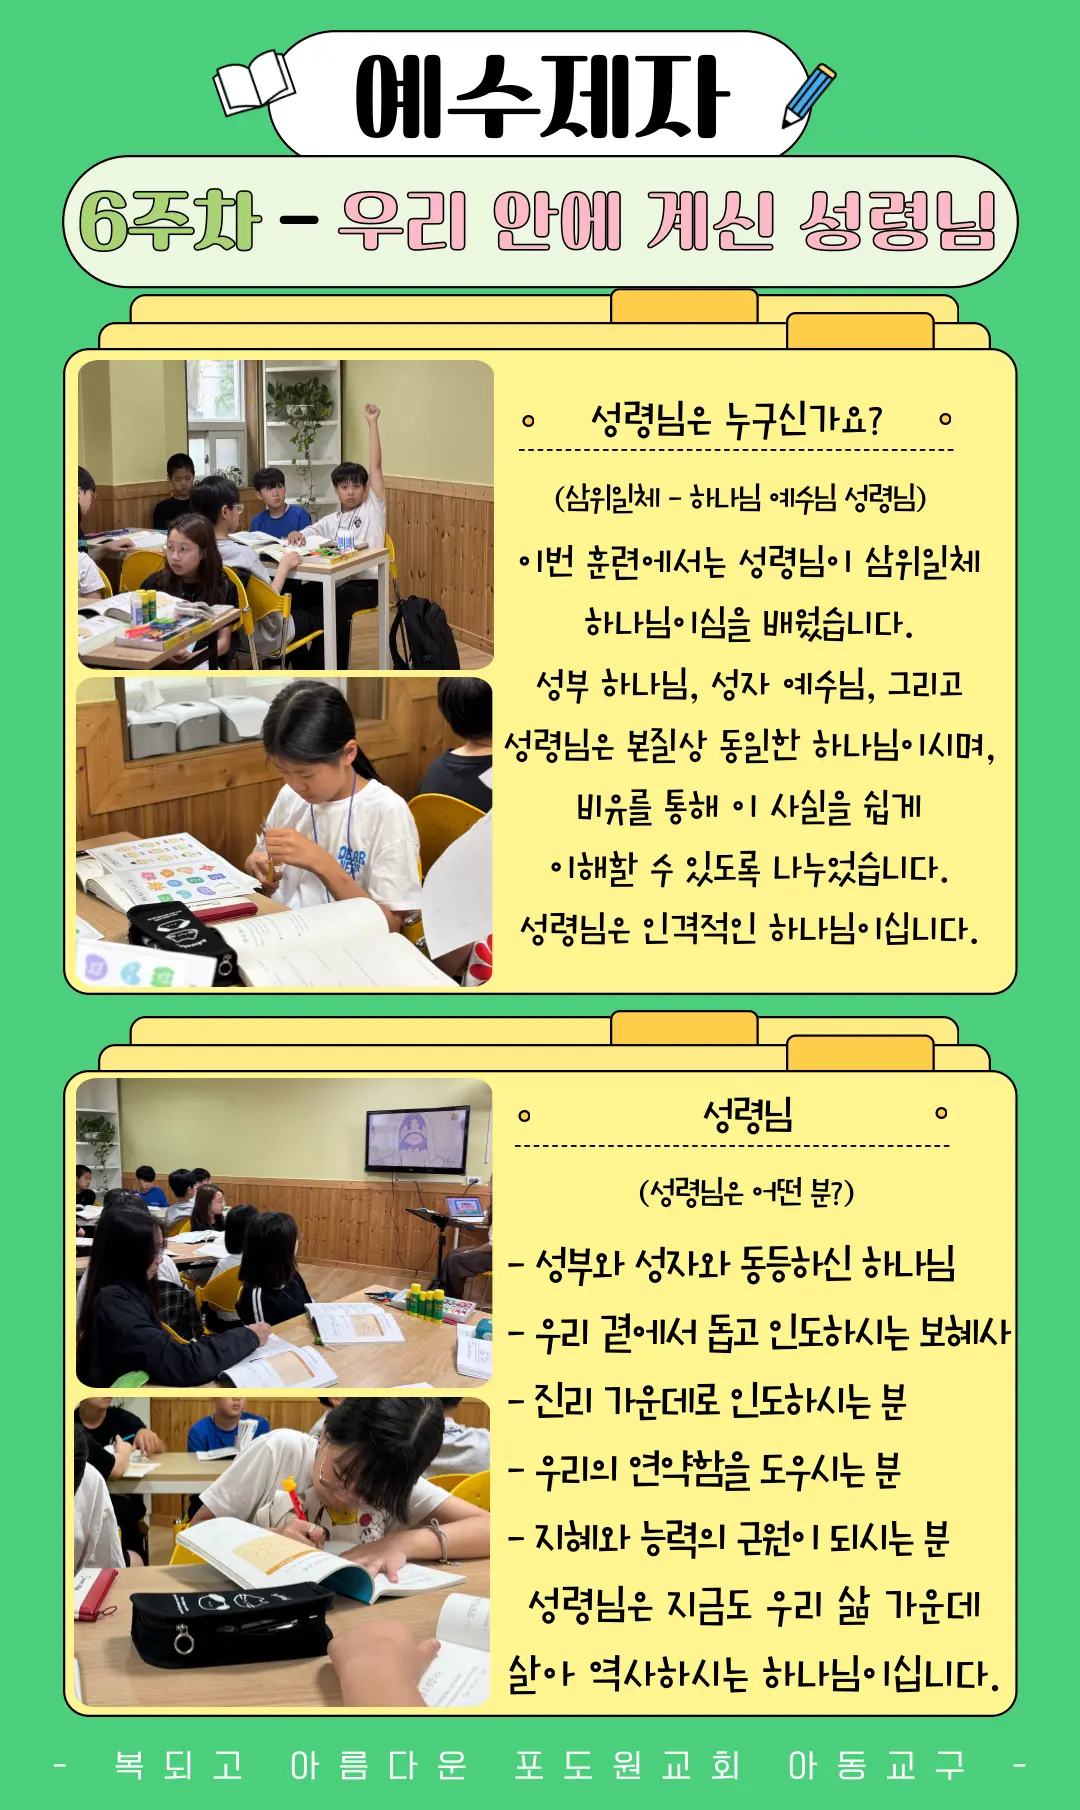 예수제자
6주차 - 우리 안에 계신 성령님
성령님은 누구신가요?
(삼위일체 - 하나님 예수님 성령님)
이번 훈련에서는 성령님이 삼위일체
하나님이심을 배웠습니다.
성부 하나님, 성자 예수님, 그리고
성령님은 본질상 동일한 하나님이시며,
비유를 통해 이 사실을 쉽게
이해할 수 있도록 나누었습니다.
성령님은 인격적인 하나님이십니다.
성령님
(성령님은 어떤 분?)
- 성부와 성자와 동등하신 하나님
- 우리 곁에서 돕고 인도하시는 보혜사
- 진리 가운데로 인도하시는 분
- 우리의 연약함을 도우시는 분
- 지혜와 능력의 근원이 되시는 분
성령님은 지금도 우리 삶 가운데
살아 역사하시는 하나님이십니다.
- 복되고 아름다운 포도원교회 아동교구 -